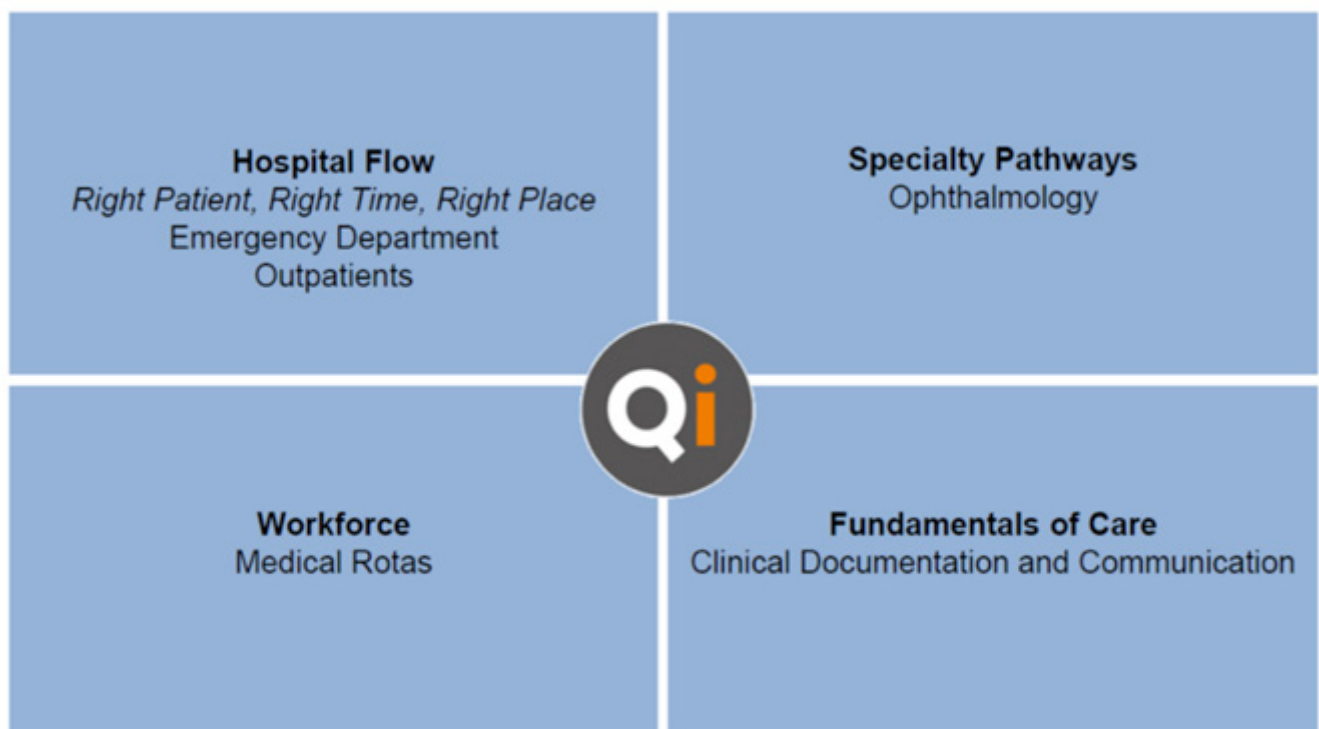 Hospital Flow
Right Patient, Right Time, Right Place
Emergency Department
Outpatients
Specialty Pathways
Ophthalmology
Qi
Workforce
Medical Rotas
Fundamentals of Care
Clinical Documentation and Communication